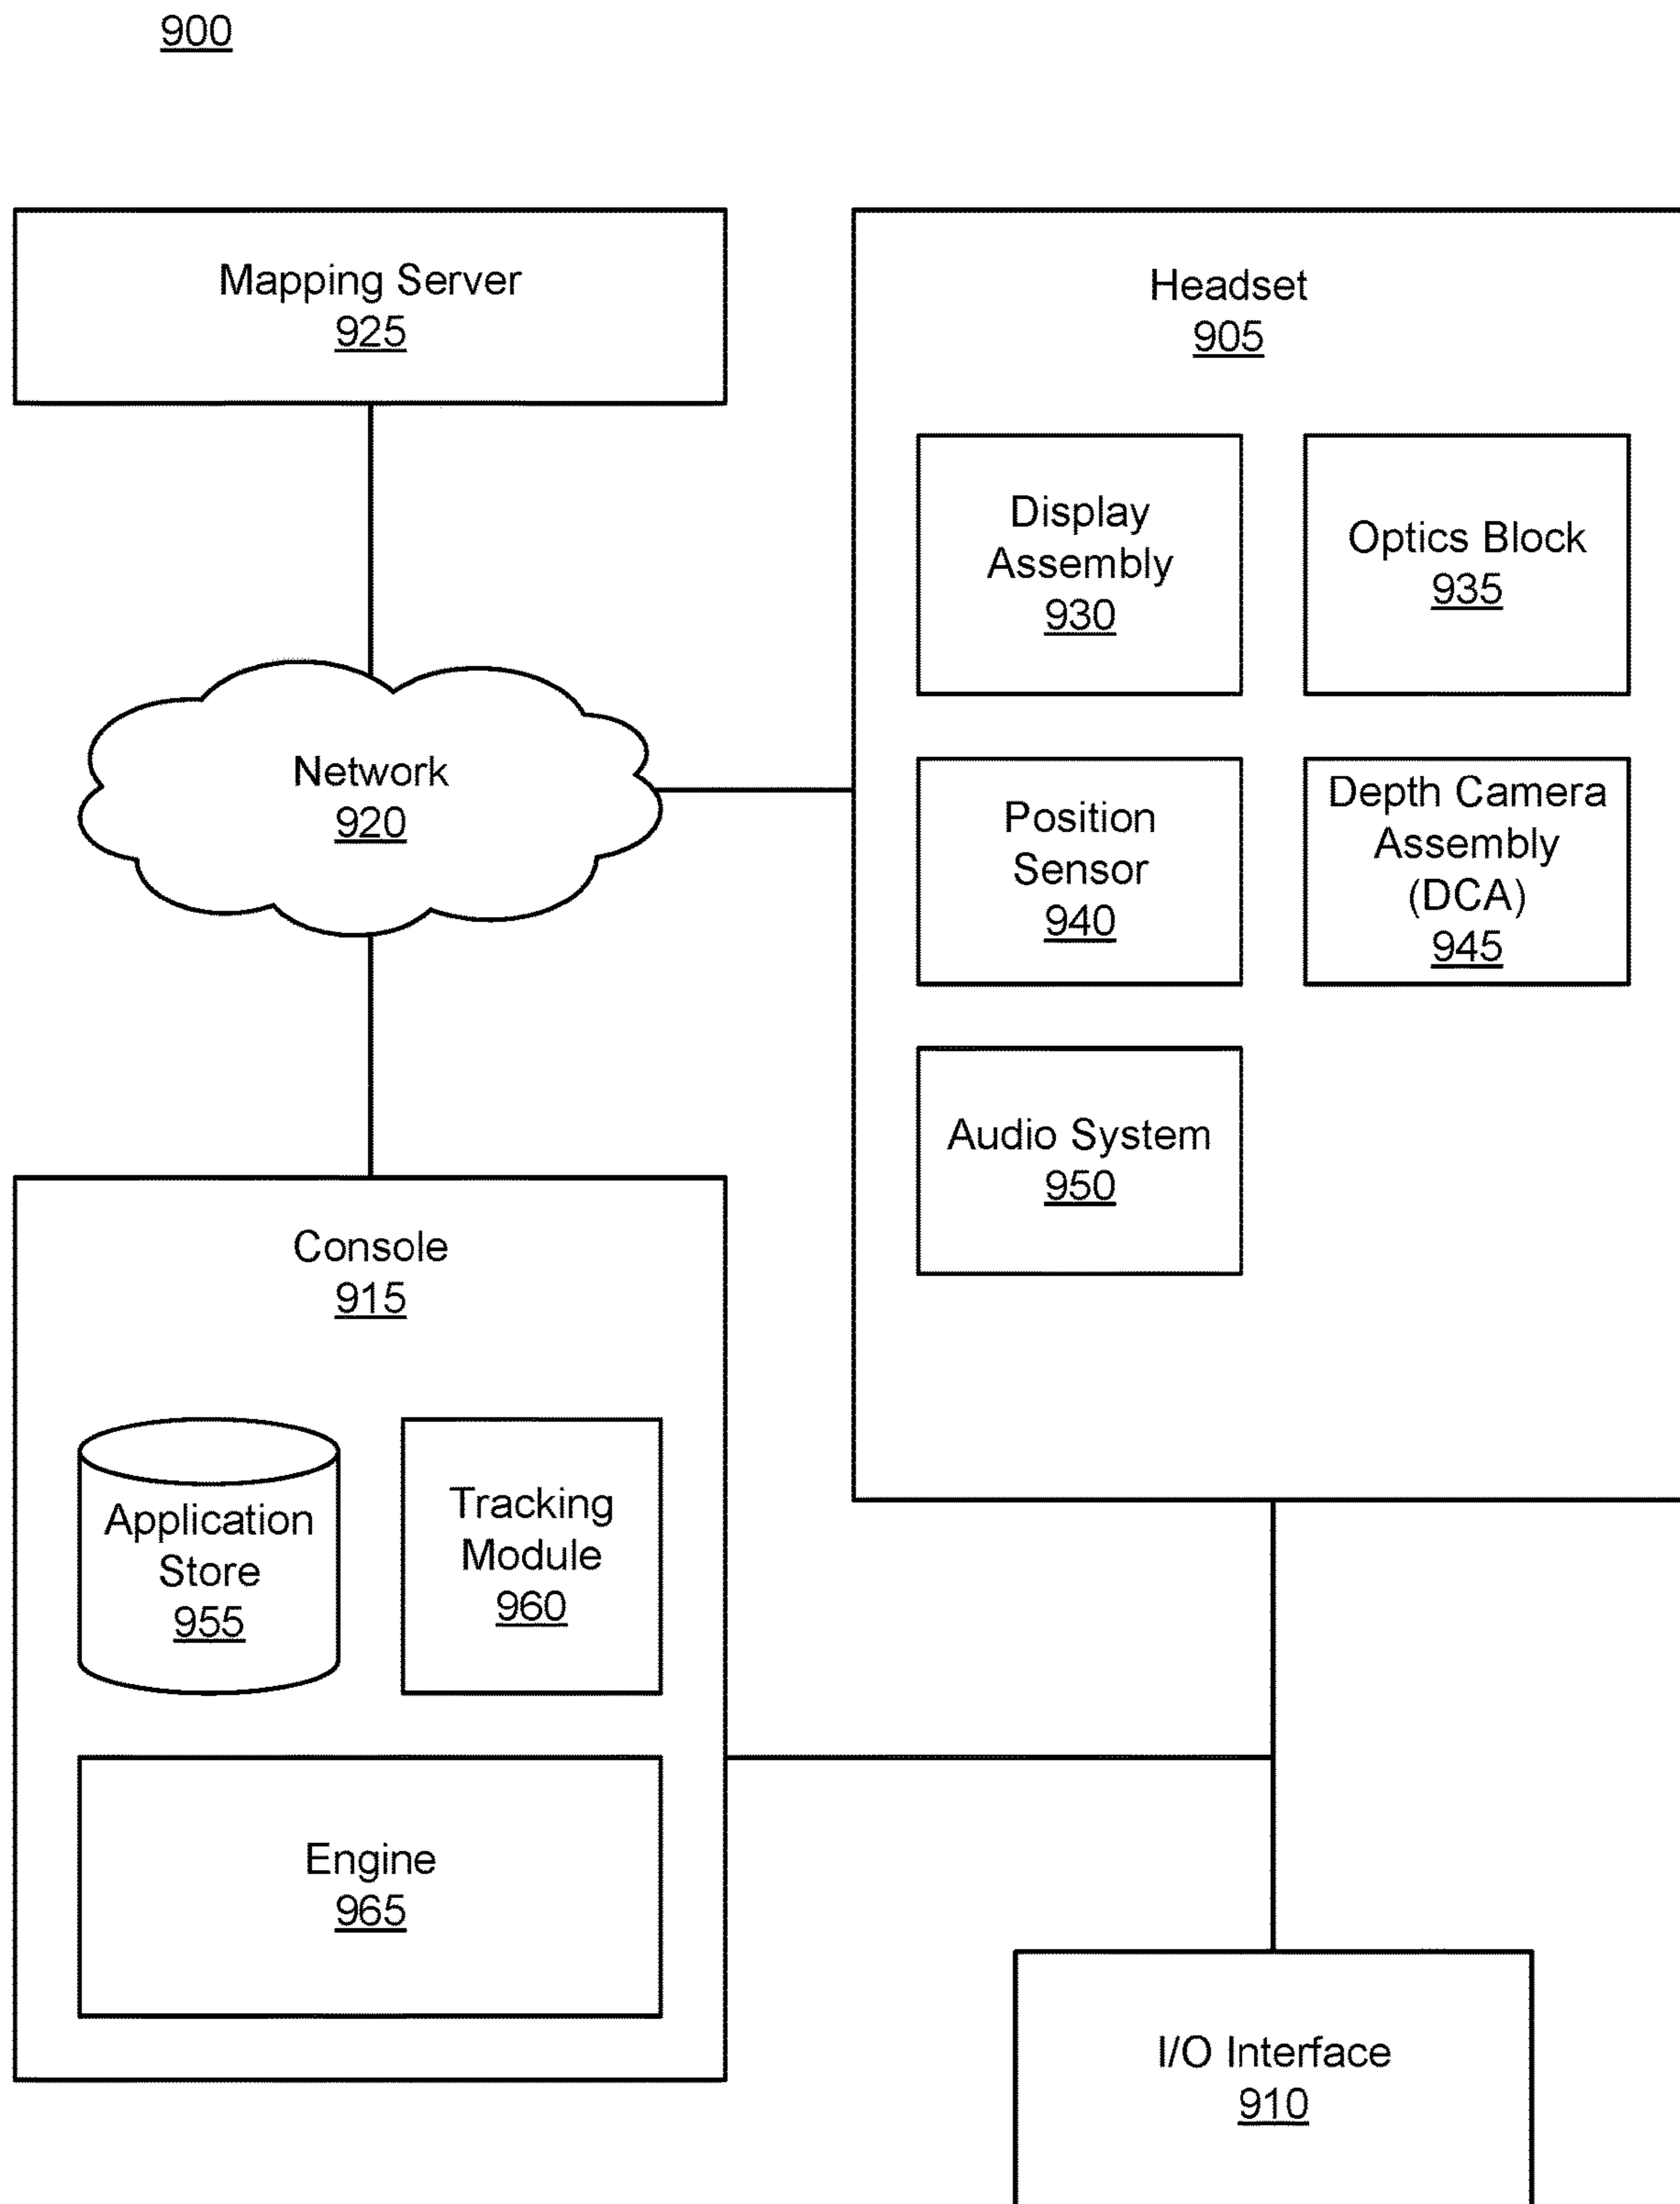 900
Mapping Server
925
Headset
905
Display
Assembly
930
Optics Block
935
Network
920
Position
Sensor
940
Depth Camera
Assembly
(DCA)
945
Audio System
950
Console
915
Application
Store
955
Tracking
Module
960
Engine
965
I/O Interface
910